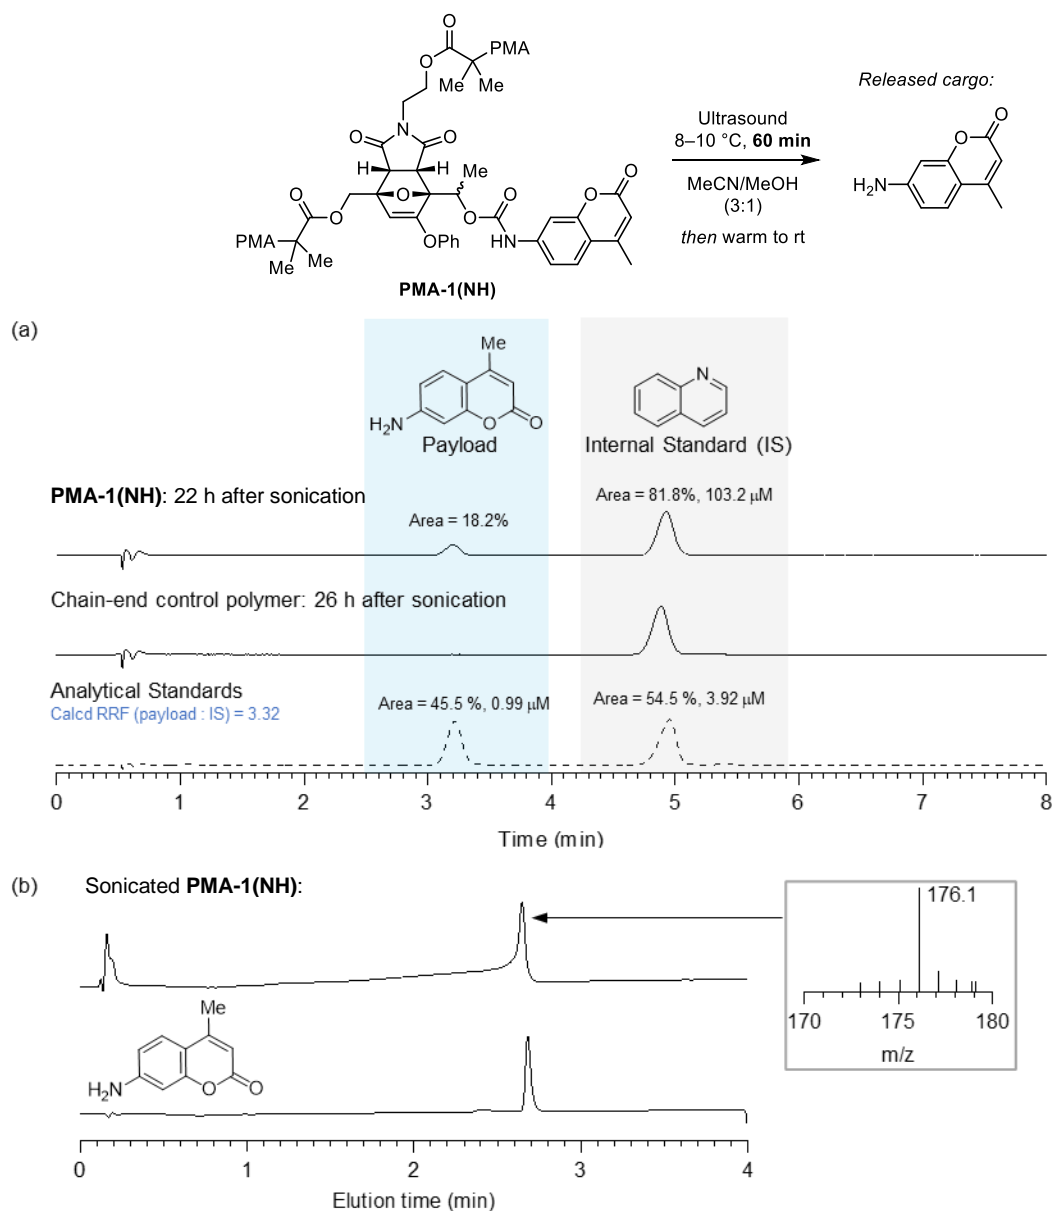 O
PMA
O
Me Me
N
O O
H H
Me
O
O
O
O
PMA
Me Me
OPh
O
O
NH
O
O
PMA-1(NH)
Ultrasound
8–10 °C, 60 min
MeCN/MeOH
(3:1)
then warm to rt
Released cargo:
O
O
H₂N
(a)
Me
H₂N
O
O
Payload
N
Internal Standard (IS)
PMA-1(NH): 22 h after sonication
Area = 18.2%
Area = 81.8%, 103.2 μM
Chain-end control polymer: 26 h after sonication
Analytical Standards
Calcd RRF (payload : IS) = 3.32
Area = 45.5 %, 0.99 μM
Area = 54.5 %, 3.92 μM
0 1 2 3 4 5 6 7 8
Time (min)
(b)
Sonicated PMA-1(NH):
176.1
170 175 180
m/z
Me
H₂N
O
O
0 1 2 3 4
Elution time (min)